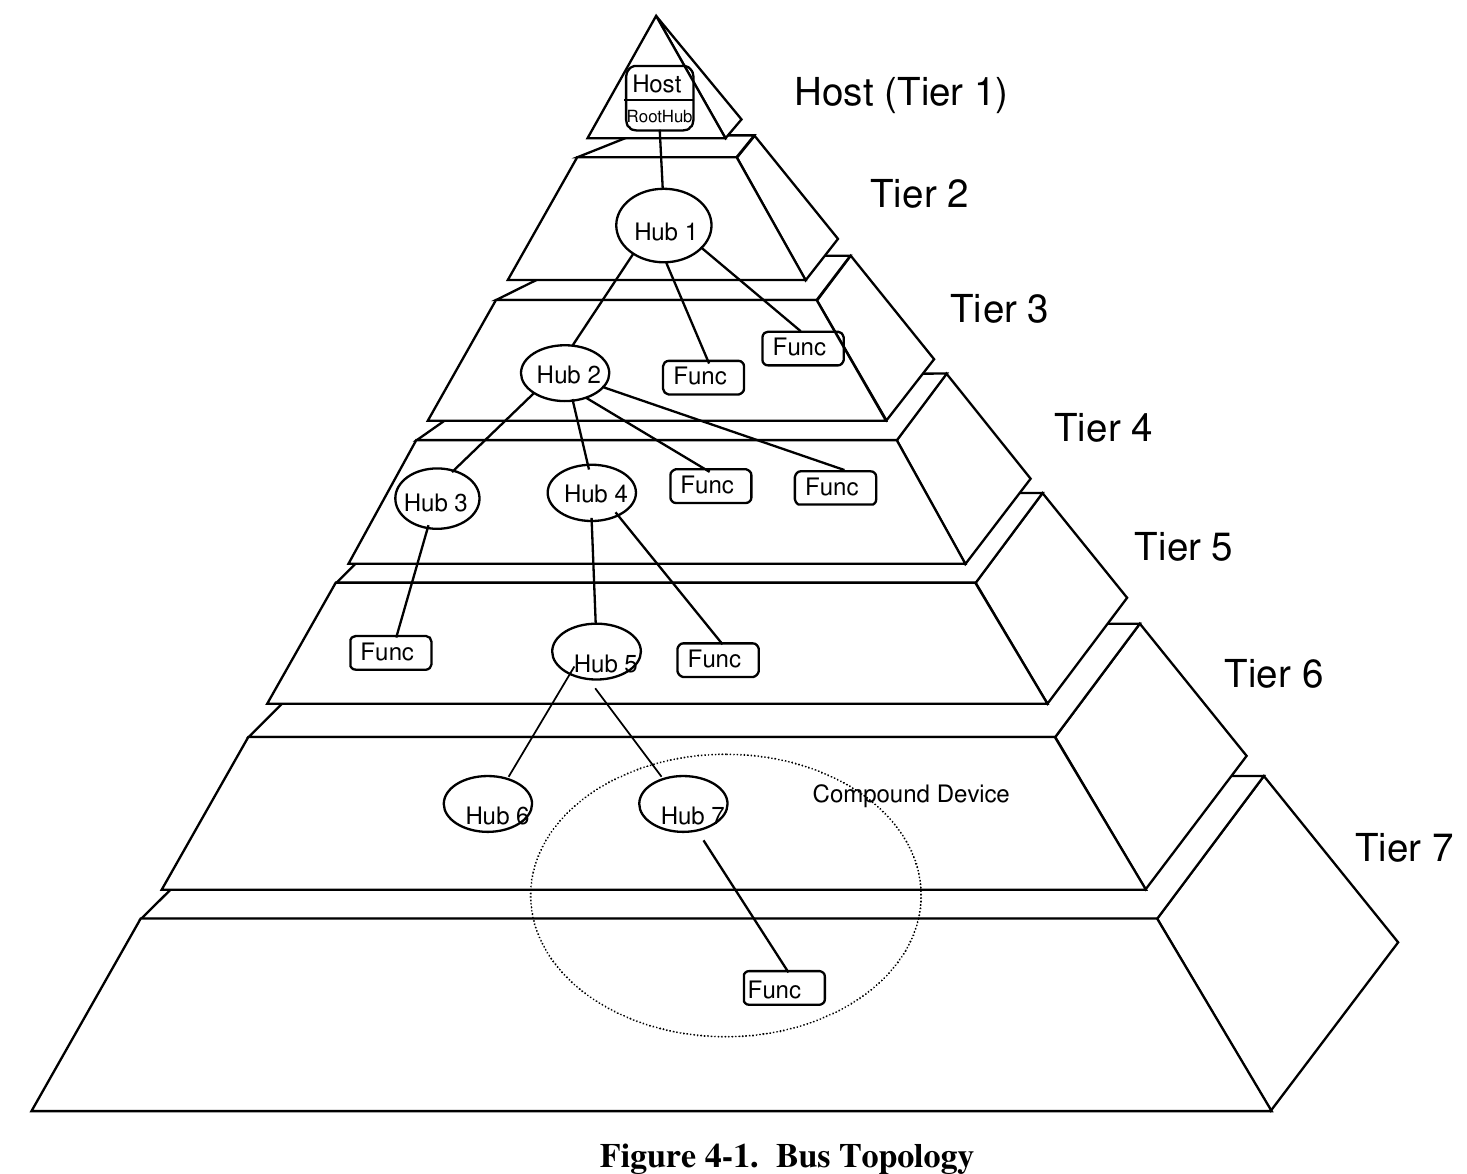 Host
RootHub
Host (Tier 1)
Tier 2
Hub 1
Tier 3
Func
Hub 2
Func
Tier 4
Func
Func
Hub 3
Hub 4
Tier 5
Func
Hub 5
Func
Tier 6
Compound Device
Hub 6
Hub 7
Tier 7
Func
Figure 4-1. Bus Topology